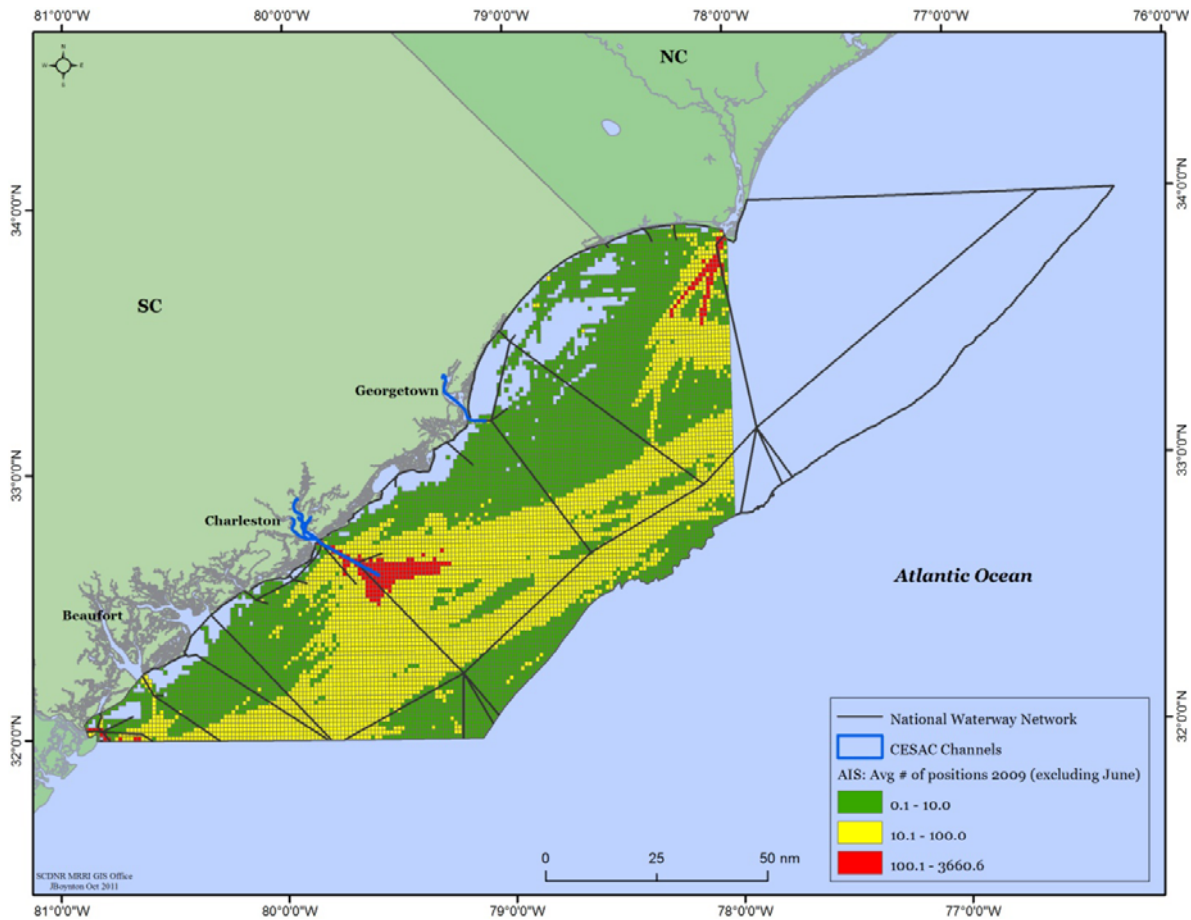 81°0'0"W 80°0'0"W 79°0'0"W 78°0'0"W 77°0'0"W 76°0'0"W
N
W E
S
NC
34°0'0"N
34°0'0"N
SC
Georgetown
33°0'0"N
33°0'0"N
Charleston
Atlantic Ocean
Beaufort
32°0'0"N
32°0'0"N
National Waterway Network
CESAC Channels
AIS: Avg # of positions 2009 (excluding June)
0.1 - 10.0
10.1 - 100.0
100.1 - 3660.6
0 25 50 nm
SCDNR MRRI GIS Office
JBoynton Oct 2011
81°0'0"W 80°0'0"W 79°0'0"W 78°0'0"W 77°0'0"W